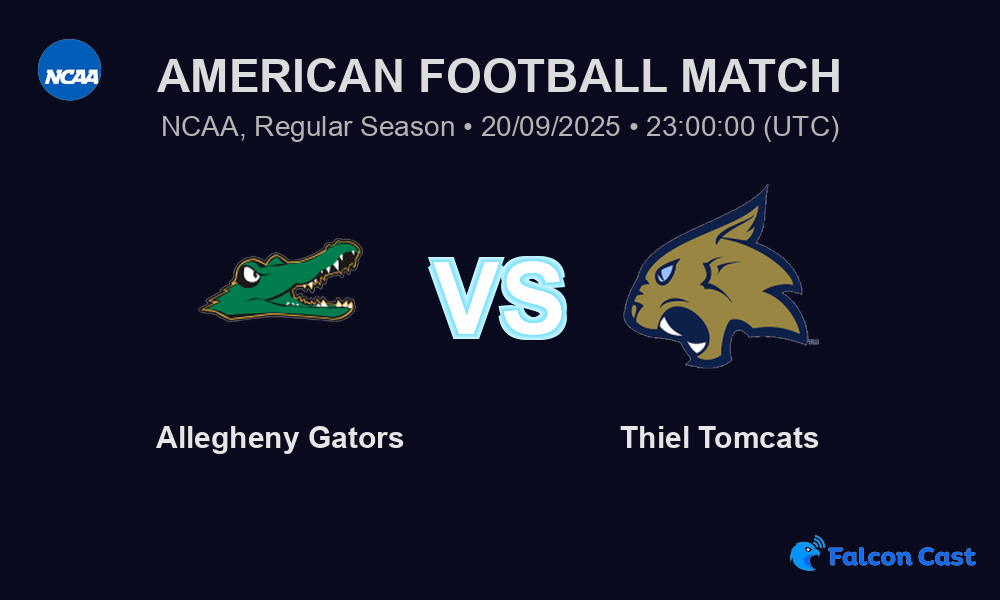 NCAA
AMERICAN FOOTBALL MATCH
NCAA, Regular Season • 20/09/2025 • 23:00:00 (UTC)
VS
Allegheny Gators
Thiel Tomcats
Falcon Cast